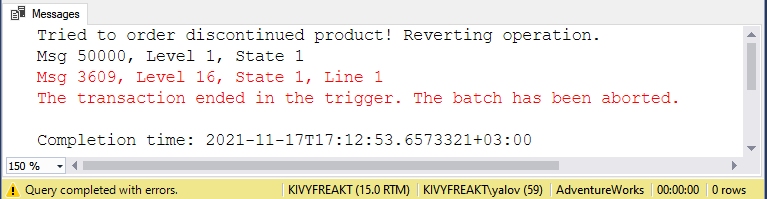 Messages
Tried to order discontinued product! Reverting operation.
Msg 50000, Level 1, State 1
Msg 3609, Level 16, State 1, Line 1
The transaction ended in the trigger. The batch has been aborted.
Completion time: 2021-11-17T17:12:53.6573321+03:00
150 %
Query completed with errors. KIVYFREAKT (15.0 RTM) KIVYFREAKT\yalov (59) AdventureWorks 00:00:00 0 rows